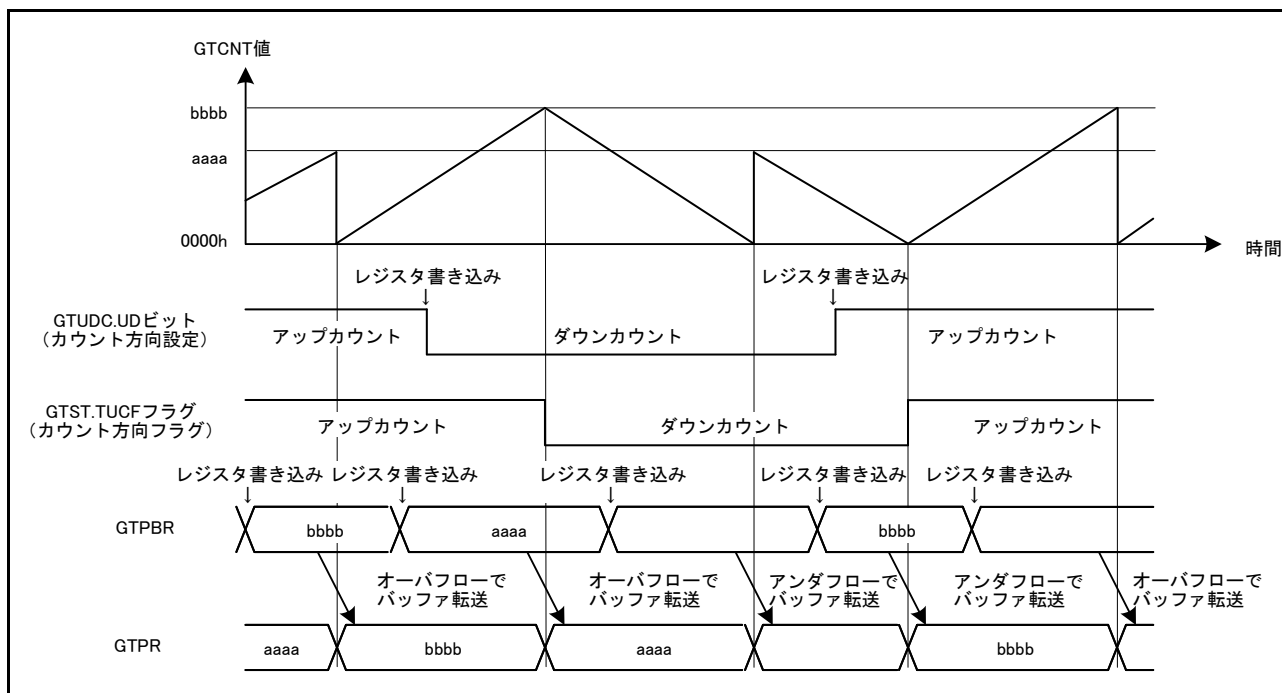 GTCNT値
bbbb
aaaa
0000h
時間
レジスタ書き込み
レジスタ書き込み
↓
↓
GTUDC.UDビット
（カウント方向設定）
アップカウント
ダウンカウント
アップカウント
GTST.TUCFフラグ
（カウント方向フラグ）
アップカウント
ダウンカウント
アップカウント
レジスタ書き込み
レジスタ書き込み
レジスタ書き込み
レジスタ書き込み
レジスタ書き込み
↓
↓
↓
↓
↓
GTPBR
bbbb
aaaa
bbbb
オーバフローで
バッファ転送
オーバフローで
バッファ転送
アンダフローで
バッファ転送
アンダフローで
バッファ転送
オーバフローで
バッファ転送
GTPR
aaaa
bbbb
aaaa
bbbb